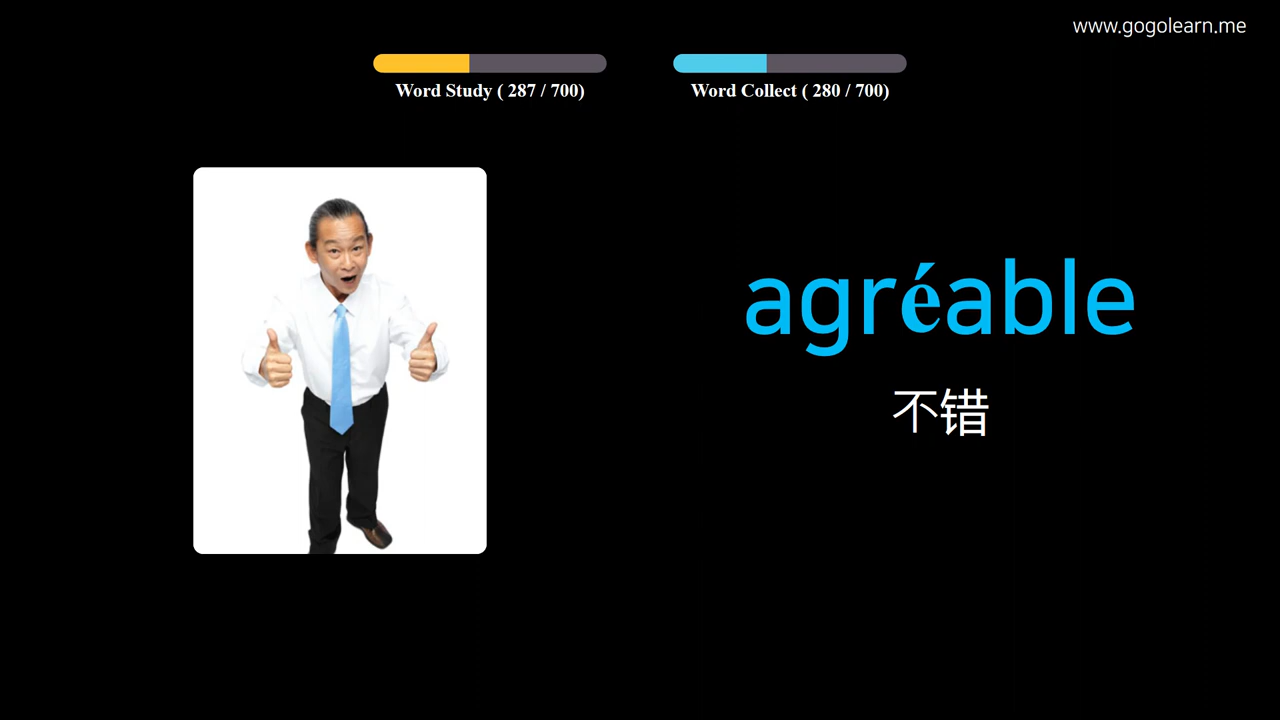 www.gogolearn.me
Word Study ( 287 / 700)
Word Collect ( 280 / 700)
agréable
不错